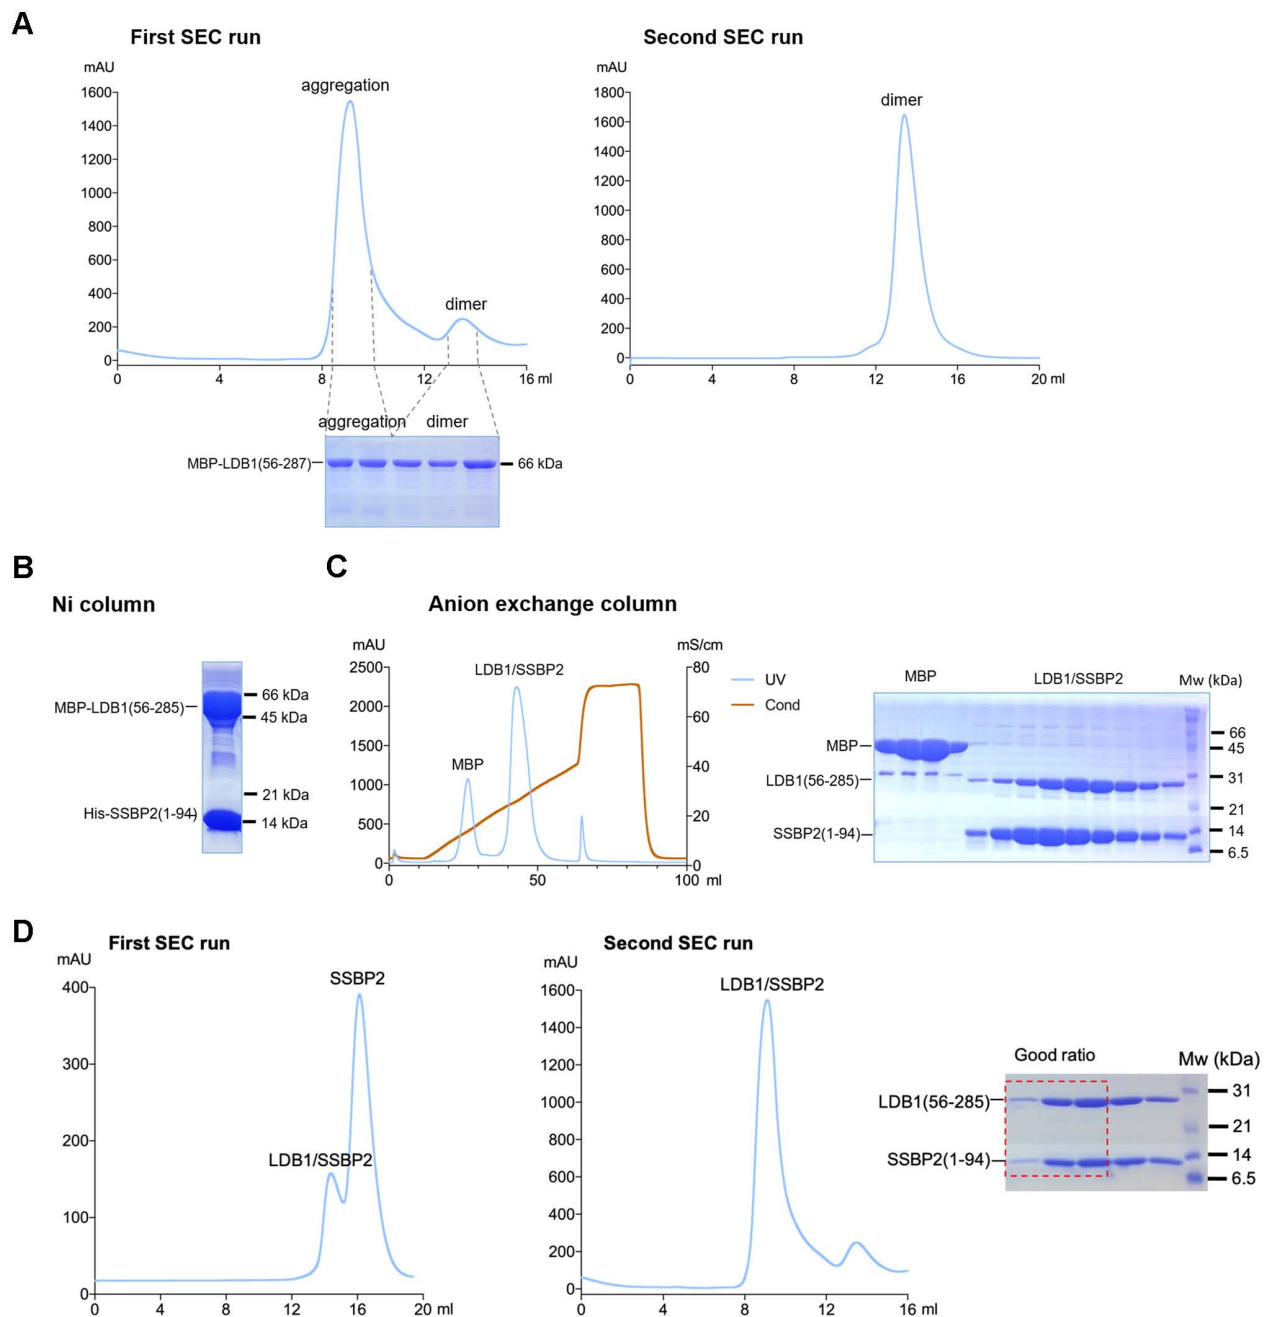 A
First SEC run
Second SEC run
mAU
1600
1400
1200
1000
800
600
400
200
0
0 4 8 12 16 ml
aggregation
dimer
mAU
1800
1600
1400
1200
1000
800
600
400
200
0
0 4 8 12 16 20 ml
dimer
aggregation dimer
MBP-LDB1(56-287) 66 kDa
B
Ni column
MBP-LDB1(56-285)
His-SSBP2(1-94)
66 kDa
45 kDa
21 kDa
14 kDa
C
Anion exchange column
mAU
2500
2000
1500
1000
500
0
0 50 100 ml
mS/cm
80
60
40
20
0
MBP
LDB1/SSBP2
UV
Cond
MBP LDB1/SSBP2 Mw (kDa)
MBP
LDB1(56-285)
SSBP2(1-94)
66
45
31
21
14
6.5
D
First SEC run
mAU
400
300
200
100
0
0 4 8 12 16 20 ml
SSBP2
LDB1/SSBP2
Second SEC run
mAU
1600
1400
1200
1000
800
600
400
200
0
0 4 8 12 16 ml
LDB1/SSBP2
Good ratio Mw (kDa)
LDB1(56-285)
SSBP2(1-94)
31
21
14
6.5